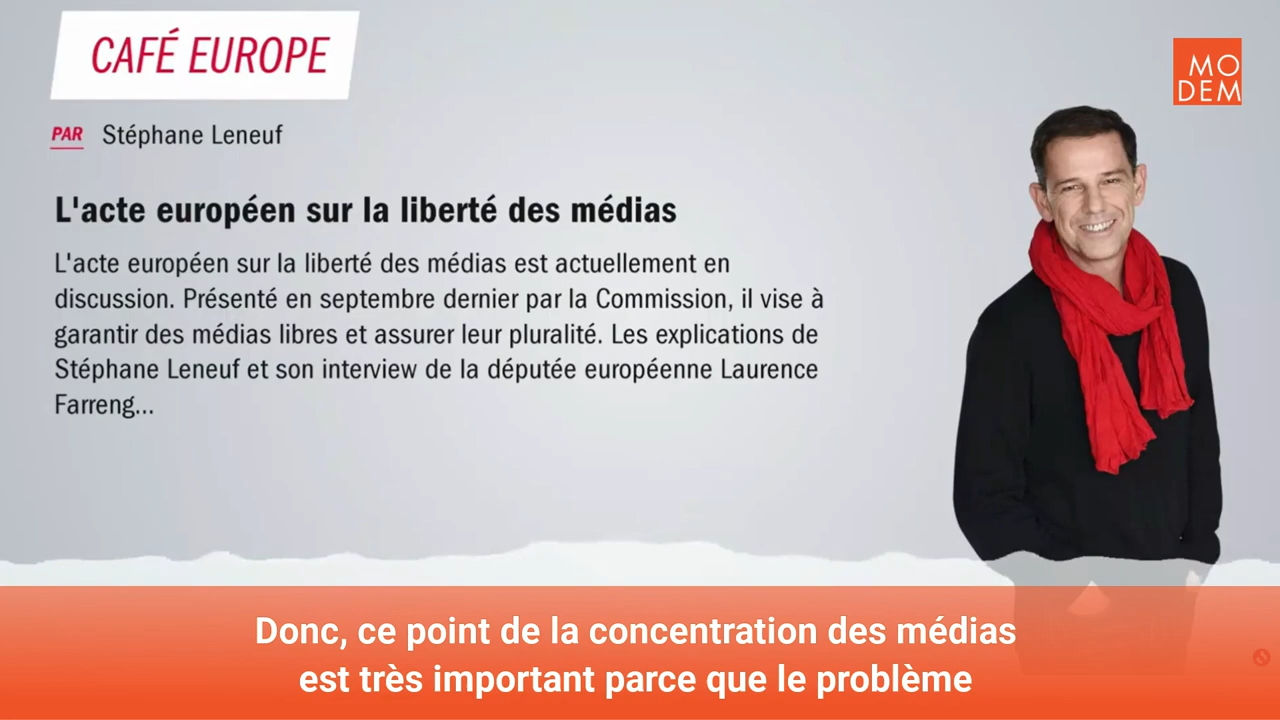 CAFÉ EUROPE
MO
DEM
PAR Stéphane Leneuf
L'acte européen sur la liberté des médias
L'acte européen sur la liberté des médias est actuellement en
discussion. Présenté en septembre dernier par la Commission, il vise à
garantir des médias libres et assurer leur pluralité. Les explications de
Stéphane Leneuf et son interview de la députée européenne Laurence
Farreng...
Donc, ce point de la concentration des médias
est très important parce que le problème